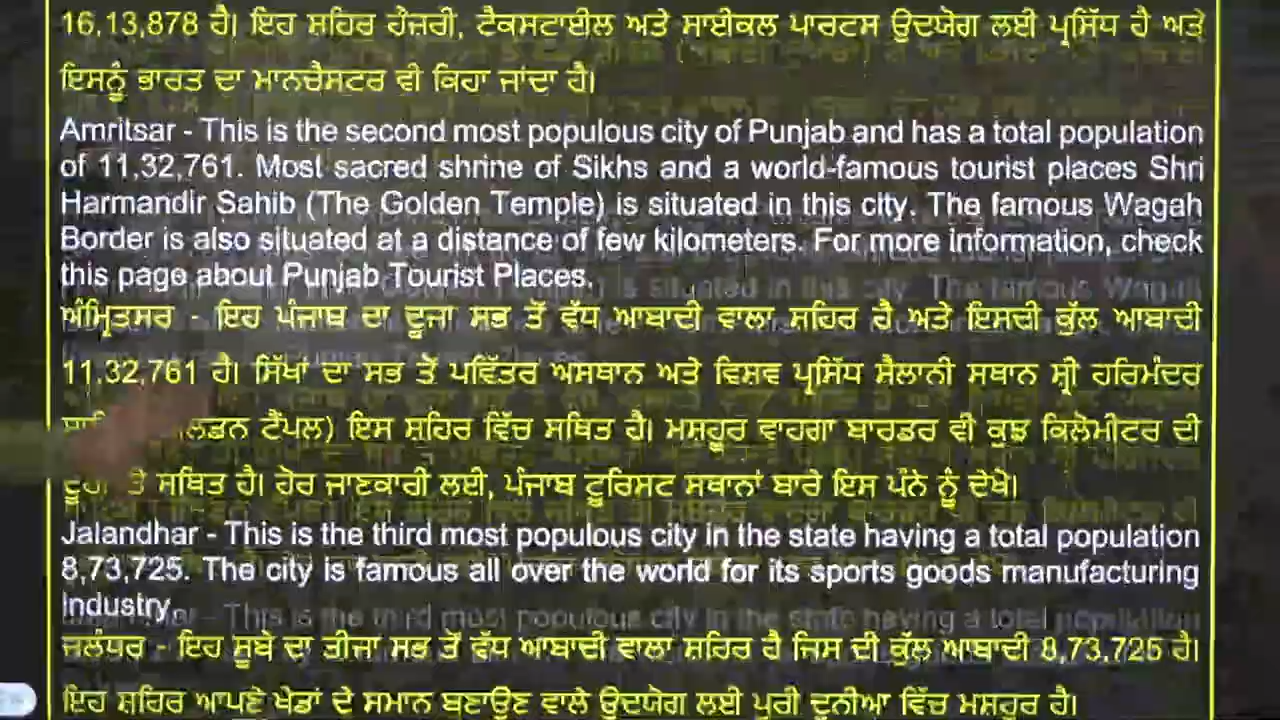 16,13,878 ਹੈ। ਇਹ ਸ਼ਹਿਰ ਹੌਜ਼ਰੀ, ਟੈਕਸਟਾਈਲ ਅਤੇ ਸਾਈਕਲ ਪਾਰਟਸ ਉਦਯੋਗ ਲਈ ਪ੍ਰਸਿੱਧ ਹੈ ਅਤੇ
ਇਸਨੂੰ ਭਾਰਤ ਦਾ ਮਾਨਚੈਸਟਰ ਵੀ ਕਿਹਾ ਜਾਂਦਾ ਹੈ।
Amritsar - This is the second most populous city of Punjab and has a total population
of 11,32,761. Most sacred shrine of Sikhs and a world-famous tourist places Shri
Harmandir Sahib (The Golden Temple) is situated in this city. The famous Wagah
Border is also situated at a distance of few kilometers. For more information, check
this page about Punjab Tourist Places.
ਅੰਮ੍ਰਿਤਸਰ - ਇਹ ਪੰਜਾਬ ਦਾ ਦੂਜਾ ਸਭ ਤੋਂ ਵੱਧ ਆਬਾਦੀ ਵਾਲਾ ਸ਼ਹਿਰ ਹੈ ਅਤੇ ਇਸਦੀ ਕੁੱਲ ਆਬਾਦੀ
11,32,761 ਹੈ। ਸਿੱਖਾਂ ਦਾ ਸਭ ਤੋਂ ਪਵਿੱਤਰ ਅਸਥਾਨ ਅਤੇ ਵਿਸ਼ਵ ਪ੍ਰਸਿੱਧ ਸੈਲਾਨੀ ਸਥਾਨ ਸ਼੍ਰੀ ਹਰਿਮੰਦਰ
ਟੈਂਪਲ) ਇਸ ਸ਼ਹਿਰ ਵਿੱਚ ਸਥਿਤ ਹੈ। ਮਸ਼ਹੂਰ ਵਾਹਗਾ ਬਾਰਡਰ ਵੀ ਕੁਝ ਕਿਲੋਮੀਟਰ ਦੀ
ਸਥਿਤ ਹੈ। ਹੋਰ ਜਾਣਕਾਰੀ ਲਈ, ਪੰਜਾਬ ਟੂਰਿਸਟ ਸਥਾਨਾਂ ਬਾਰੇ ਇਸ ਪੰਨੇ ਨੂੰ ਦੇਖੋ।
Jalandhar - This is the third most populous city in the state having a total population
8,73,725. The city is famous all over the world for its sports goods manufacturing
industry.
ਜਲੰਧਰ - ਇਹ ਸੂਬੇ ਦਾ ਤੀਜਾ ਸਭ ਤੋਂ ਵੱਧ ਆਬਾਦੀ ਵਾਲਾ ਸ਼ਹਿਰ ਹੈ ਜਿਸ ਦੀ ਕੁੱਲ ਆਬਾਦੀ 8,73,725 ਹੈ।
ਇਹ ਸ਼ਹਿਰ ਆਪਣੇ ਖੇਡਾਂ ਦੇ ਸਮਾਨ ਬਣਾਉਣ ਵਾਲੇ ਉਦਯੋਗ ਲਈ ਪੂਰੀ ਦੁਨੀਆ ਵਿੱਚ ਮਸ਼ਹੂਰ ਹੈ।